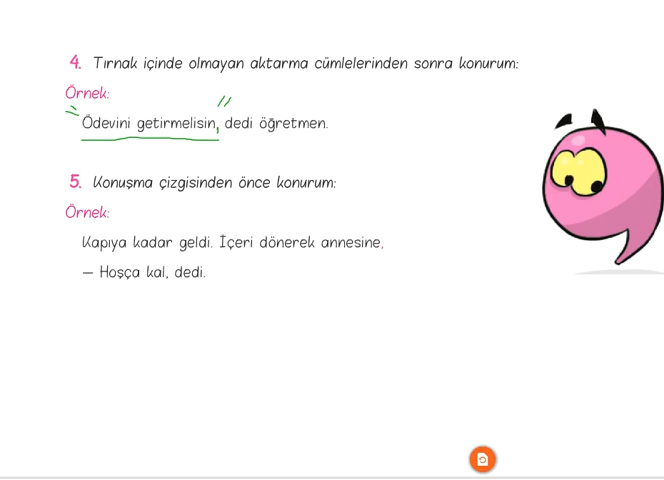 4. Tırnak içinde olmayan aktarma cümlelerinden sonra konurum:
Örnek:
Ödevini getirmelisin, dedi öğretmen.
5. Konuşma çizgisinden önce konurum:
Örnek:
Kapıya kadar geldi. İçeri dönerek annesine,
– Hoşça kal, dedi.